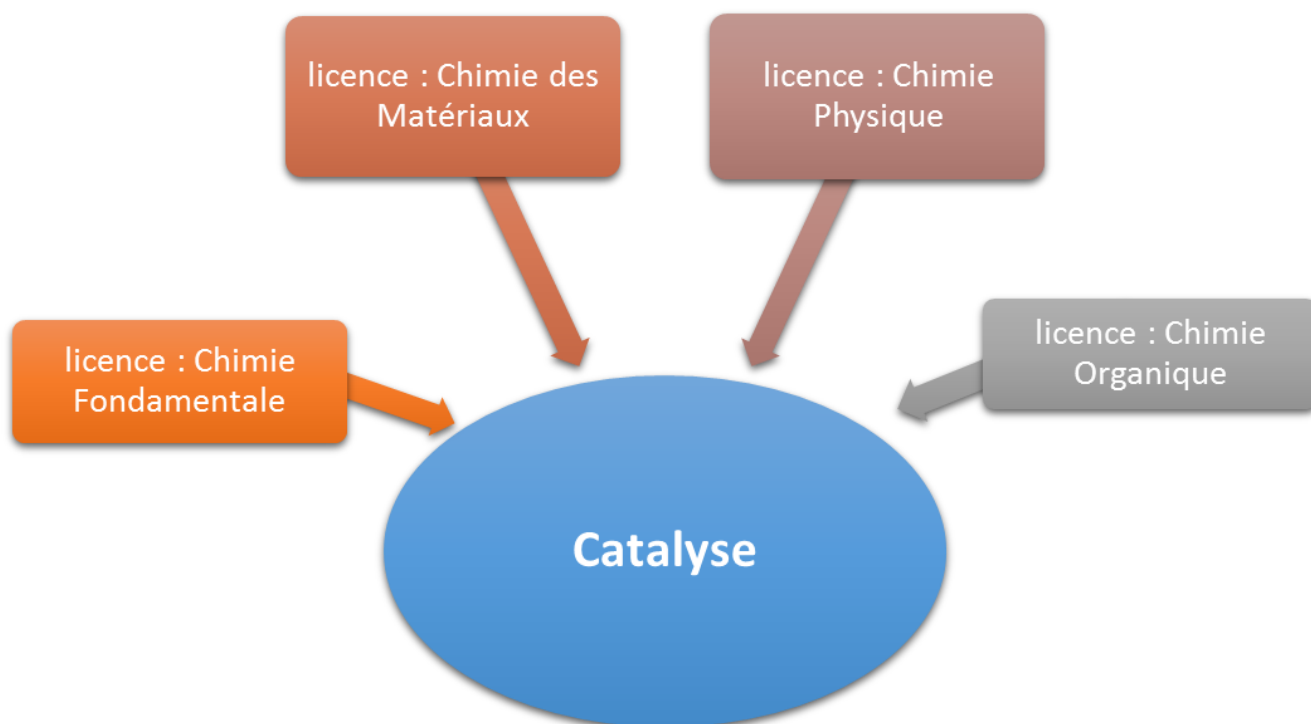 licence : Chimie des
Matériaux
licence : Chimie
Physique
licence : Chimie
Fondamentale
licence : Chimie
Organique
Catalyse